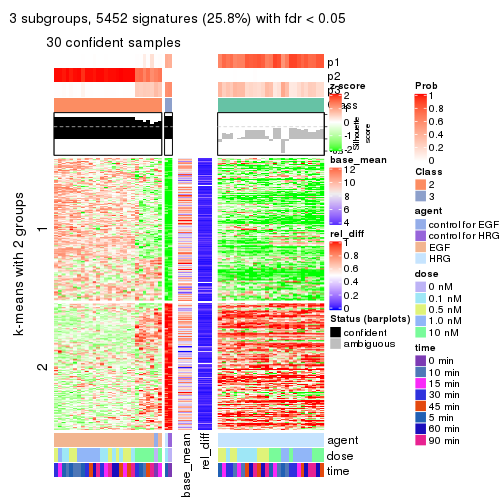 3 subgroups, 5452 signatures (25.8%) with fdr < 0.05
30 confident samples
k-means with 2 groups
1
2
p1
p2
p3
Class
Silhouette
score
agent
dose
time
base_mean
rel_diff
z-score
2
1
0
-1
-2
base_mean
12
10
8
6
4
rel_diff
1
0.8
0.6
0.4
0.2
0
Status (barplots)
confident
ambiguous
Prob
1
0.8
0.6
0.4
0.2
0
Class
2
3
agent
control for EGF
control for HRG
EGF
HRG
dose
0 nM
0.1 nM
0.5 nM
1.0 nM
10 nM
time
0 min
10 min
15 min
30 min
45 min
5 min
60 min
90 min